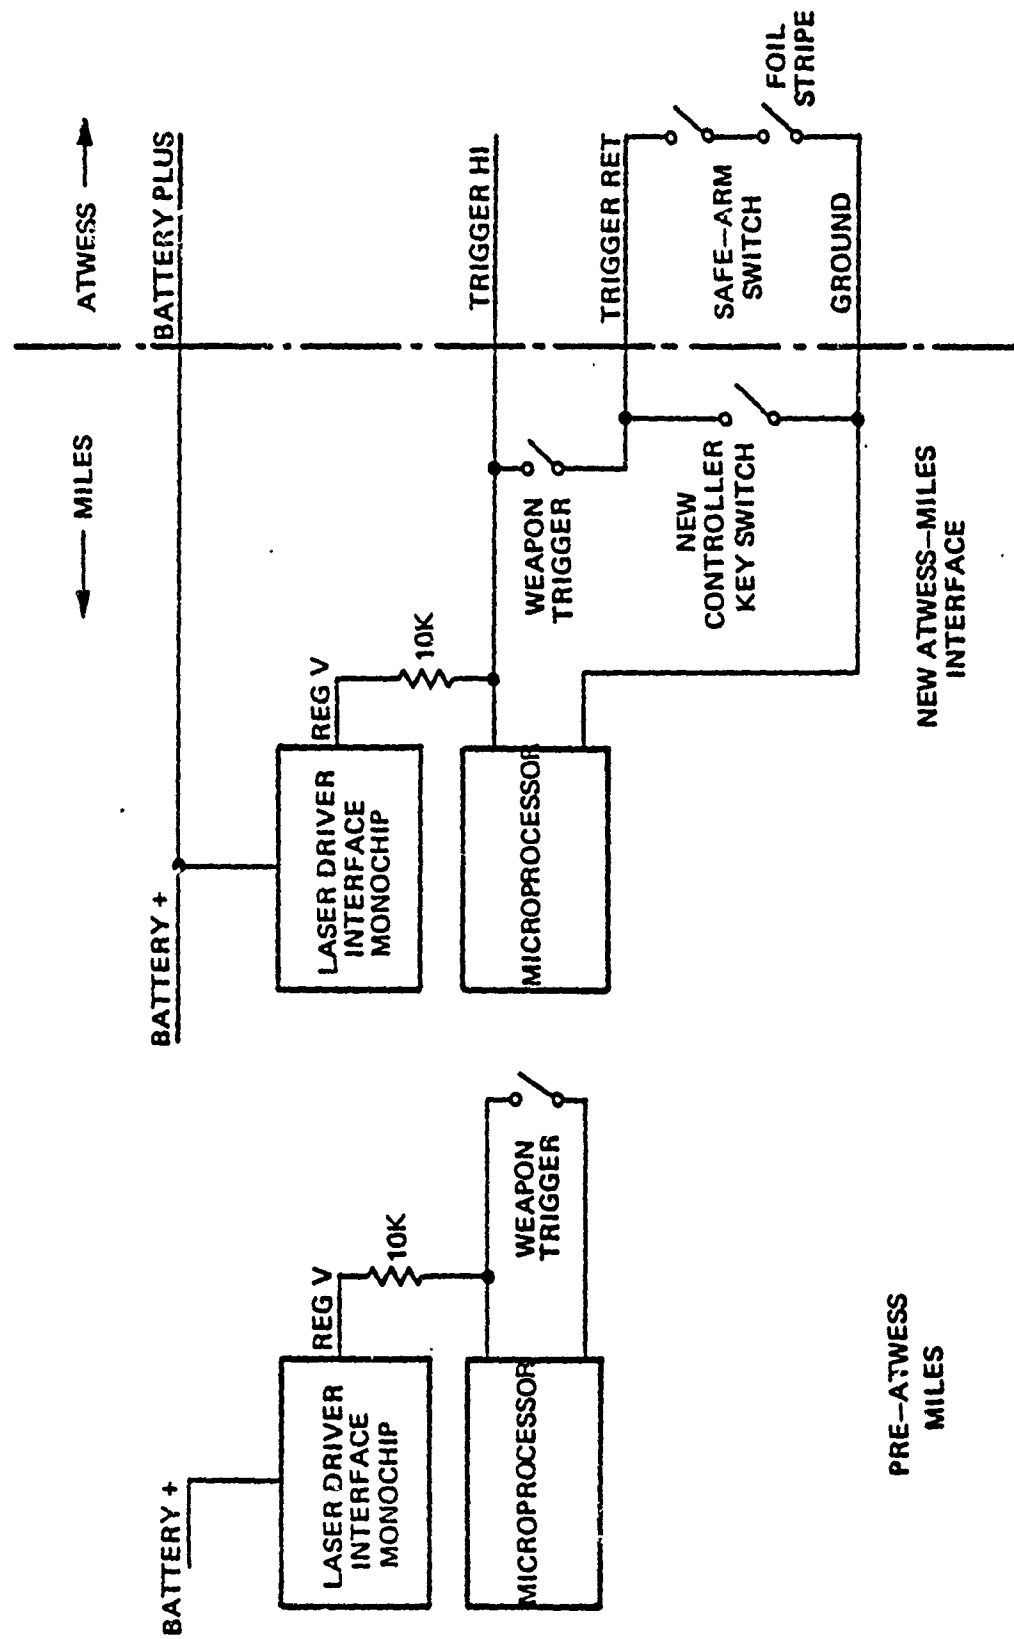 BATTERY +
LASER DRIVER
INTERFACE
MONOCHIP
REG V
10K
MICROPROCESSOR
WEAPON
TRIGGER
PRE–ATWESS
MILES
MILES
ATWESS
BATTERY +
BATTERY PLUS
LASER DRIVER
INTERFACE
MONOCHIP
REG V
10K
MICROPROCESSOR
TRIGGER HI
WEAPON
TRIGGER
TRIGGER RET
NEW
CONTROLLER
KEY SWITCH
SAFE–ARM
SWITCH
FOIL
STRIPE
GROUND
NEW ATWESS–MILES
INTERFACE